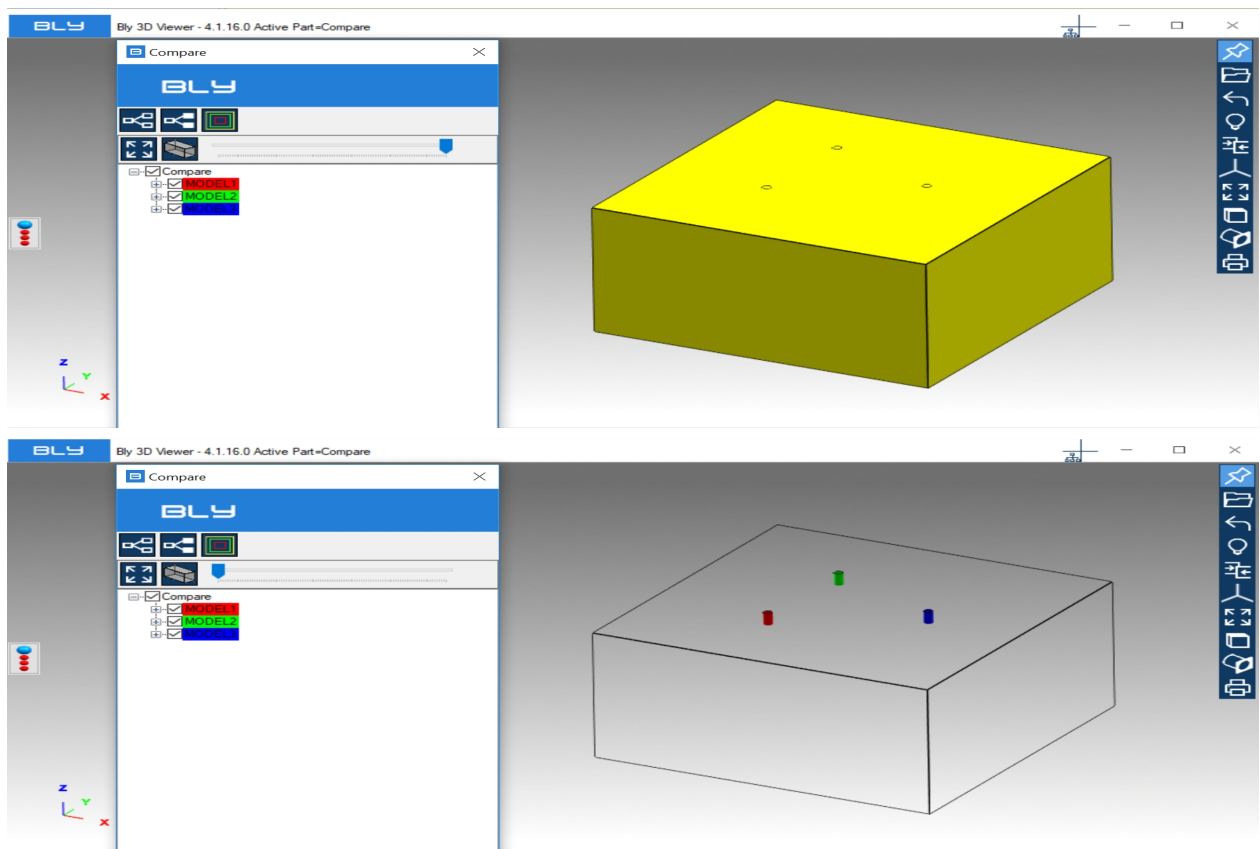 BLY Bly 3D Viewer - 4.1.16.0 Active Part=Compare
Compare
BLY
Compare
MODEL1
MODEL2
MODEL3
Z
Y
X
BLY Bly 3D Viewer - 4.1.16.0 Active Part=Compare
Compare
BLY
Compare
MODEL1
MODEL2
MODEL3
Z
Y
X